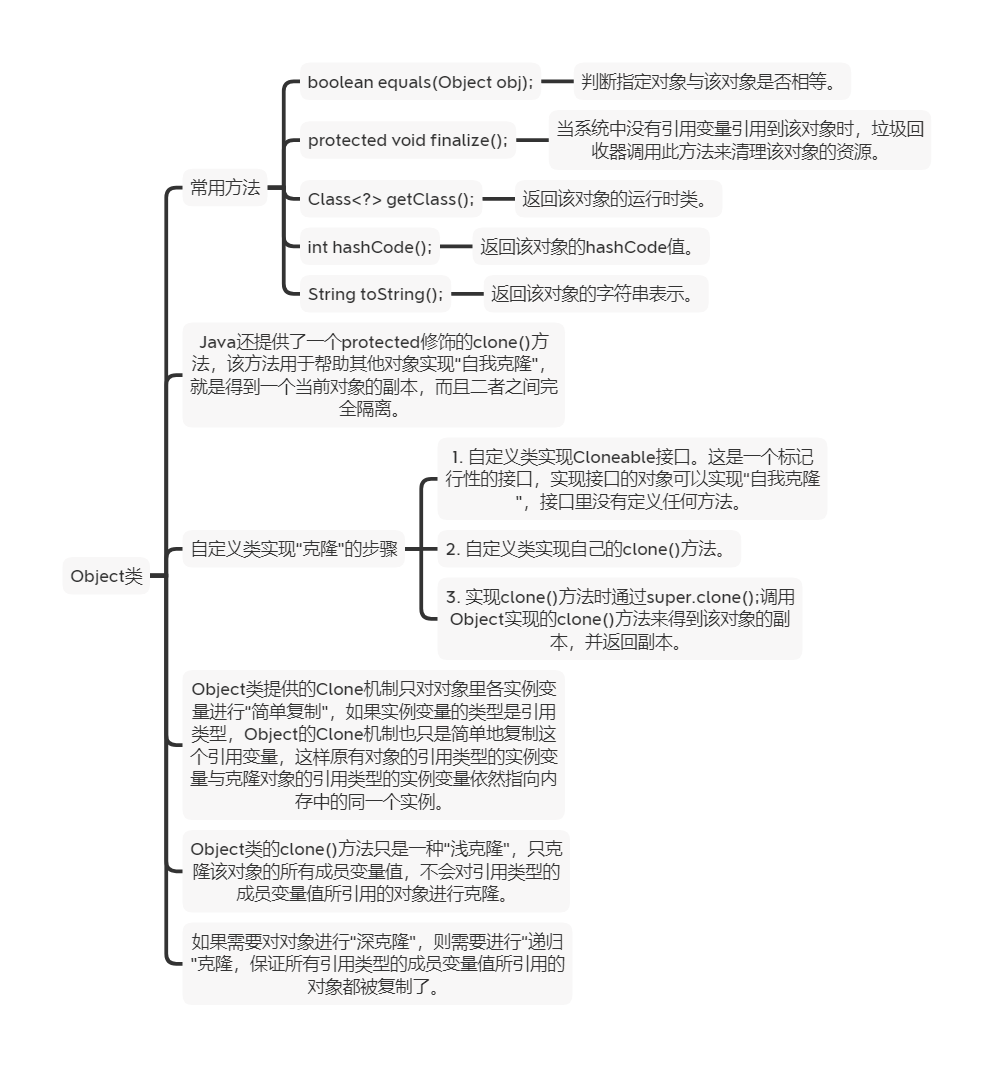 Object类
常用方法
boolean equals(Object obj);
判断指定对象与该对象是否相等。
protected void finalize();
当系统中没有引用变量引用到该对象时，垃圾回
收器调用此方法来清理该对象的资源。
Class<?> getClass();
返回该对象的运行时类。
int hashCode();
返回该对象的hashCode值。
String toString();
返回该对象的字符串表示。
Java还提供了一个protected修饰的clone()方
法，该方法用于帮助其他对象实现"自我克隆"，
就是得到一个当前对象的副本，而且二者之间完
全隔离。
自定义类实现"克隆"的步骤
1. 自定义类实现Cloneable接口。这是一个标记
行性的接口，实现接口的对象可以实现"自我克隆
"，接口里没有定义任何方法。
2. 自定义类实现自己的clone()方法。
3. 实现clone()方法时通过super.clone();调用
Object实现的clone()方法来得到该对象的副
本，并返回副本。
Object类提供的Clone机制只对对象里各实例变
量进行"简单复制"，如果实例变量的类型是引用
类型，Object的Clone机制也只是简单地复制这
个引用变量，这样原有对象的引用类型的实例变
量与克隆对象的引用类型的实例变量依然指向内
存中的同一个实例。
Object类的clone()方法只是一种"浅克隆"，只克
隆该对象的所有成员变量值，不会对引用类型的
成员变量值所引用的对象进行克隆。
如果需要对对象进行"深克隆"，则需要进行"递归
"克隆，保证所有引用类型的成员变量值所引用的
对象都被复制了。